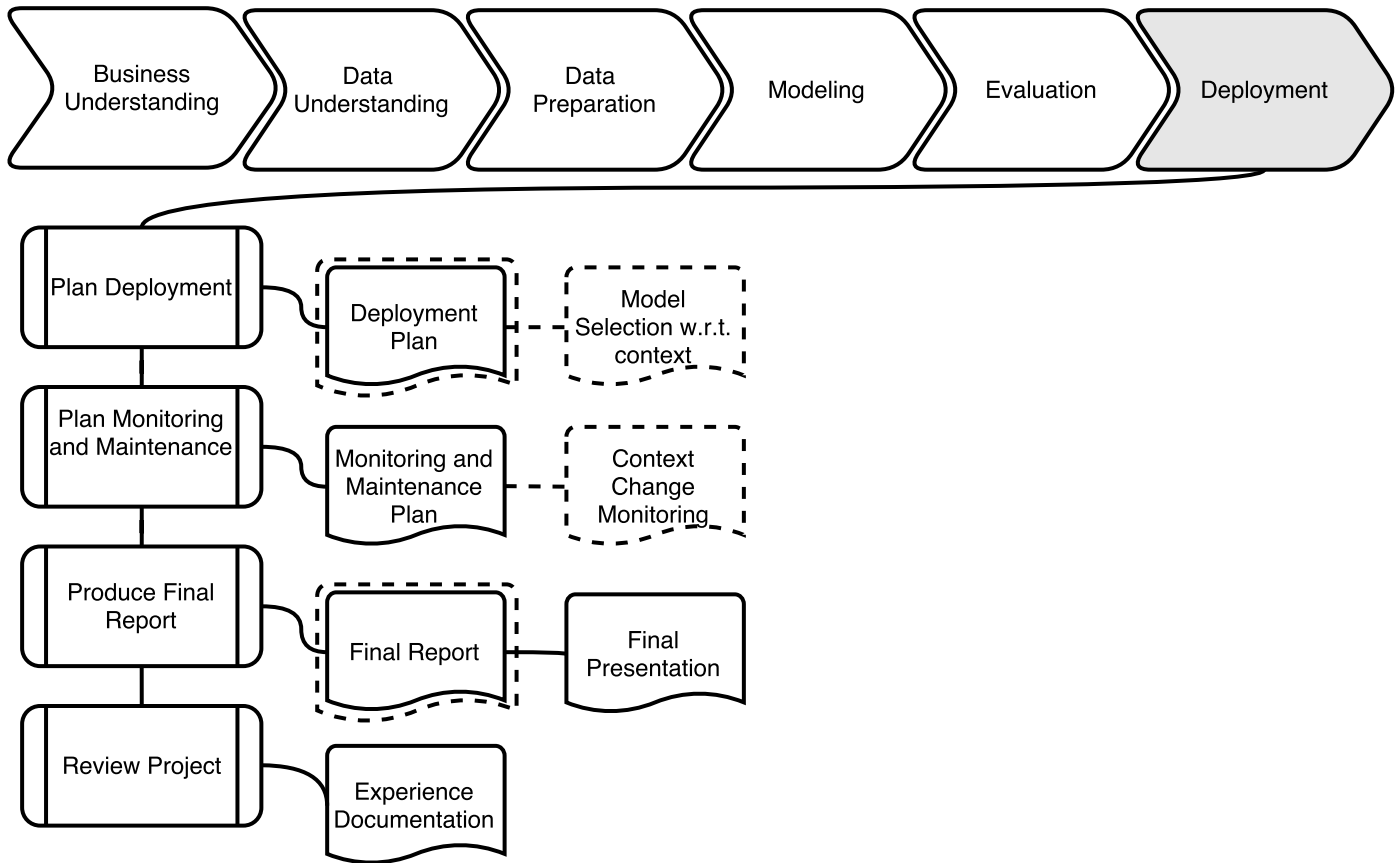 Business
Understanding
Data
Understanding
Data
Preparation
Modeling
Evaluation
Deployment
Plan Deployment
Deployment
Plan
Model
Selection w.r.t.
context
Plan Monitoring
and Maintenance
Monitoring and
Maintenance
Plan
Context
Change
Monitoring
Produce Final
Report
Final Report
Final
Presentation
Review Project
Experience
Documentation